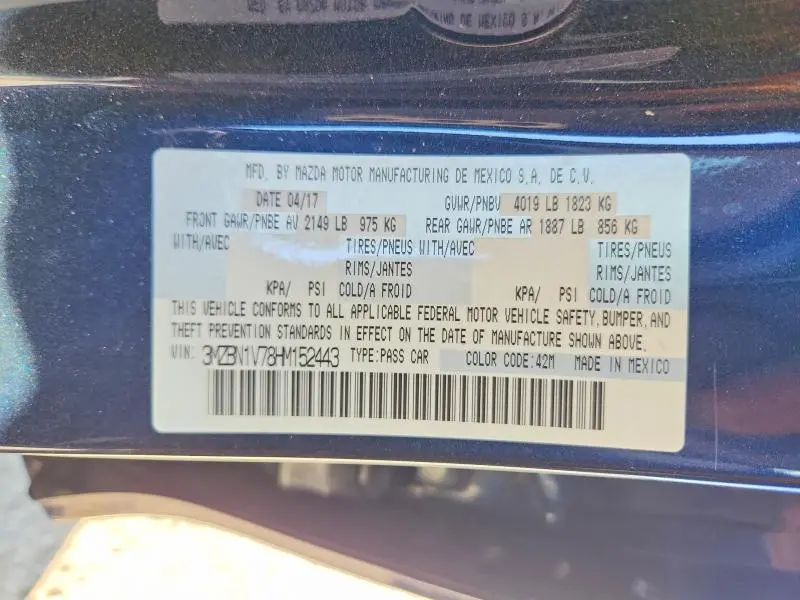 MFD. BY MAZDA MOTOR MANUFACTURING DE MEXICO S.A. DE C.V.
DATE 04/17 GVWR/PNBV 4019 LB 1823 KG
FRONT GAWR/PNBE AV 2149 LB 975 KG REAR GAWR/PNBE AR 1887 LB 856 KG
WITH/AVEC TIRES/PNEUS WITH/AVEC TIRES/PNEUS
RIMS/JANTES RIMS/JANTES
KPA/ PSI COLD/A FROID KPA/ PSI COLD/A FROID
THIS VEHICLE CONFORMS TO ALL APPLICABLE FEDERAL MOTOR VEHICLE SAFETY, BUMPER, AND
THEFT PREVENTION STANDARDS IN EFFECT ON THE DATE OF MANUFACTURE SHOWN ABOVE.
VIN: 3MZBN1V78HM152443 TYPE:PASS CAR COLOR CODE:42M MADE IN MEXICO